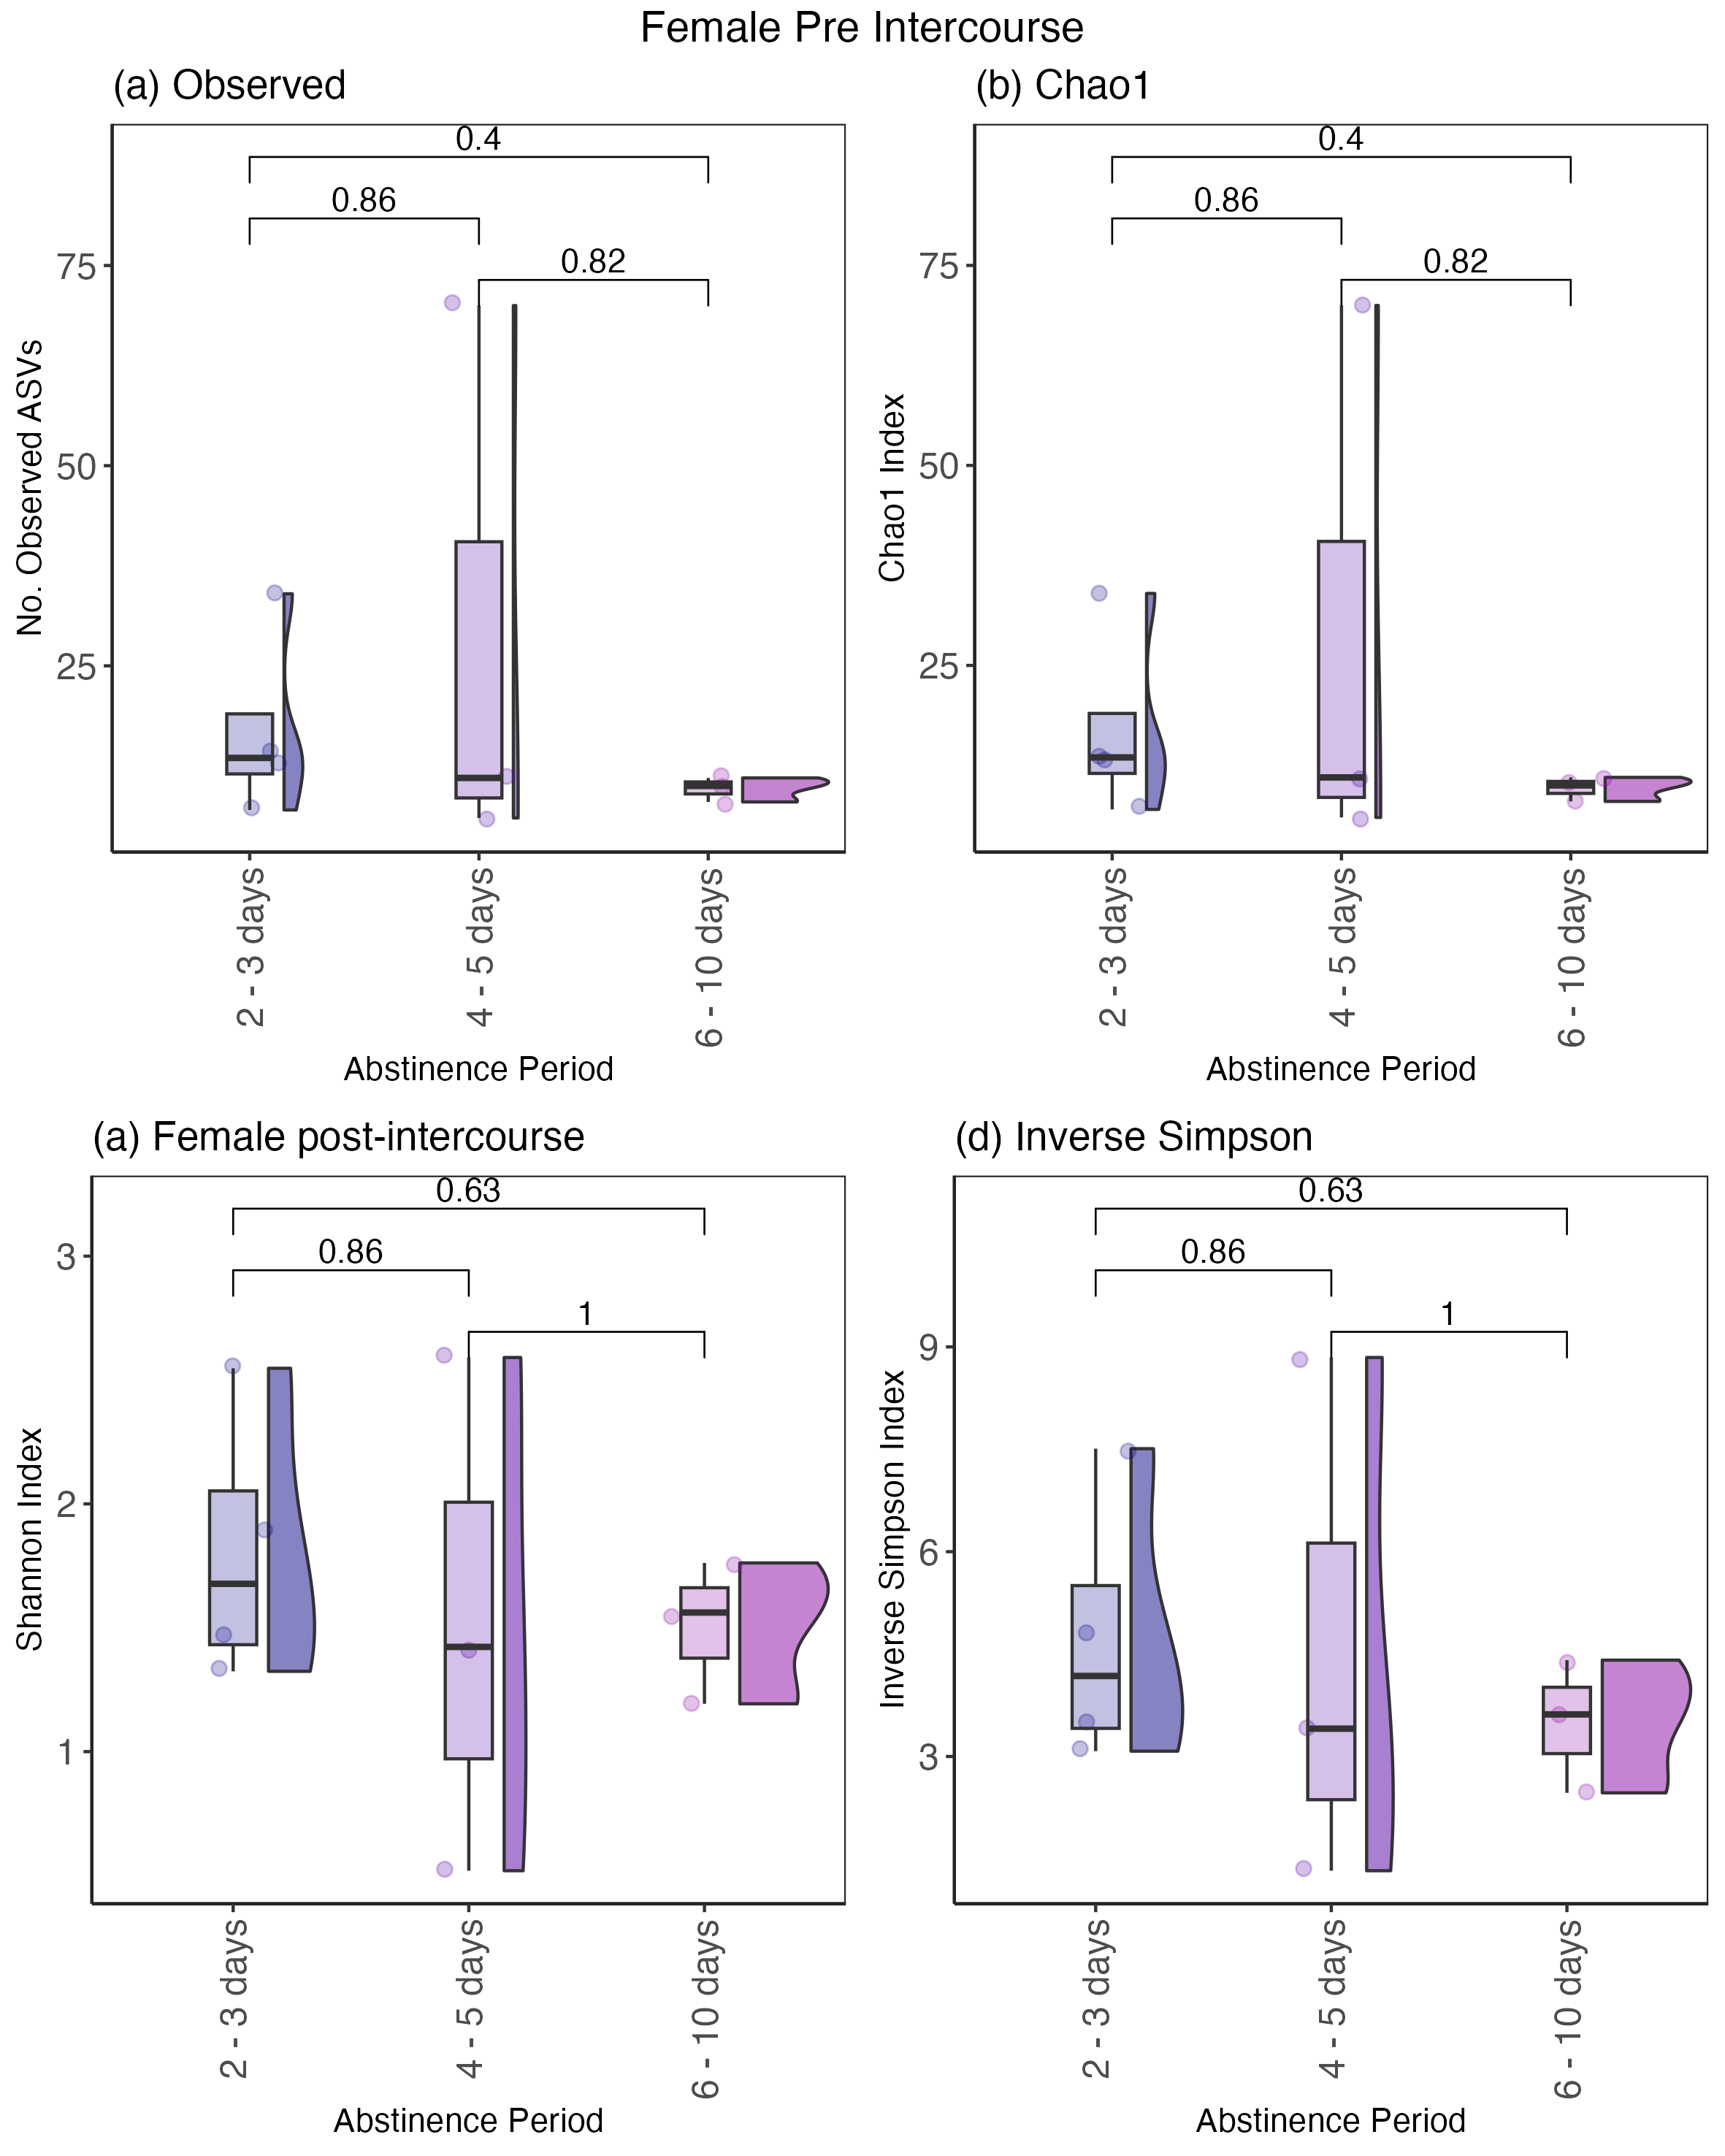 Female Pre Intercourse
(a) Observed
0.4
0.86
0.82
75
50
25
No. Observed ASVs
2 - 3 days
4 - 5 days
6 - 10 days
Abstinence Period
(b) Chao1
0.4
0.86
0.82
75
50
25
Chao1 Index
2 - 3 days
4 - 5 days
6 - 10 days
Abstinence Period
(a) Female post-intercourse
0.63
0.86
1
3
2
1
Shannon Index
2 - 3 days
4 - 5 days
6 - 10 days
Abstinence Period
(d) Inverse Simpson
0.63
0.86
1
9
6
3
Inverse Simpson Index
2 - 3 days
4 - 5 days
6 - 10 days
Abstinence Period